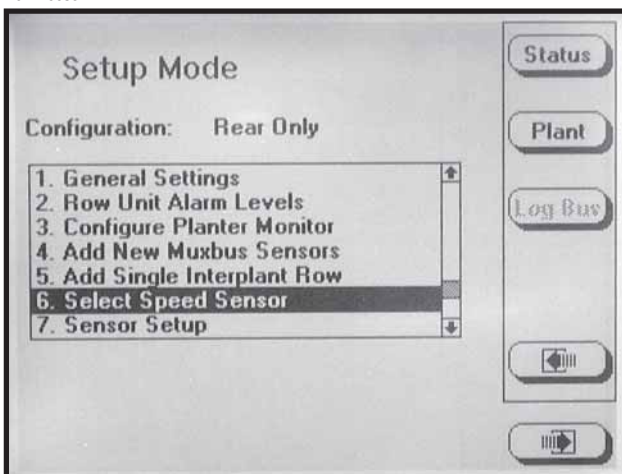 Setup Mode
Configuration: Rear Only
1. General Settings
2. Row Unit Alarm Levels
3. Configure Planter Monitor
4. Add New Muxbus Sensors
5. Add Single Interplant Row
6. Select Speed Sensor
7. Sensor Setup
Status
Plant
Log Bus